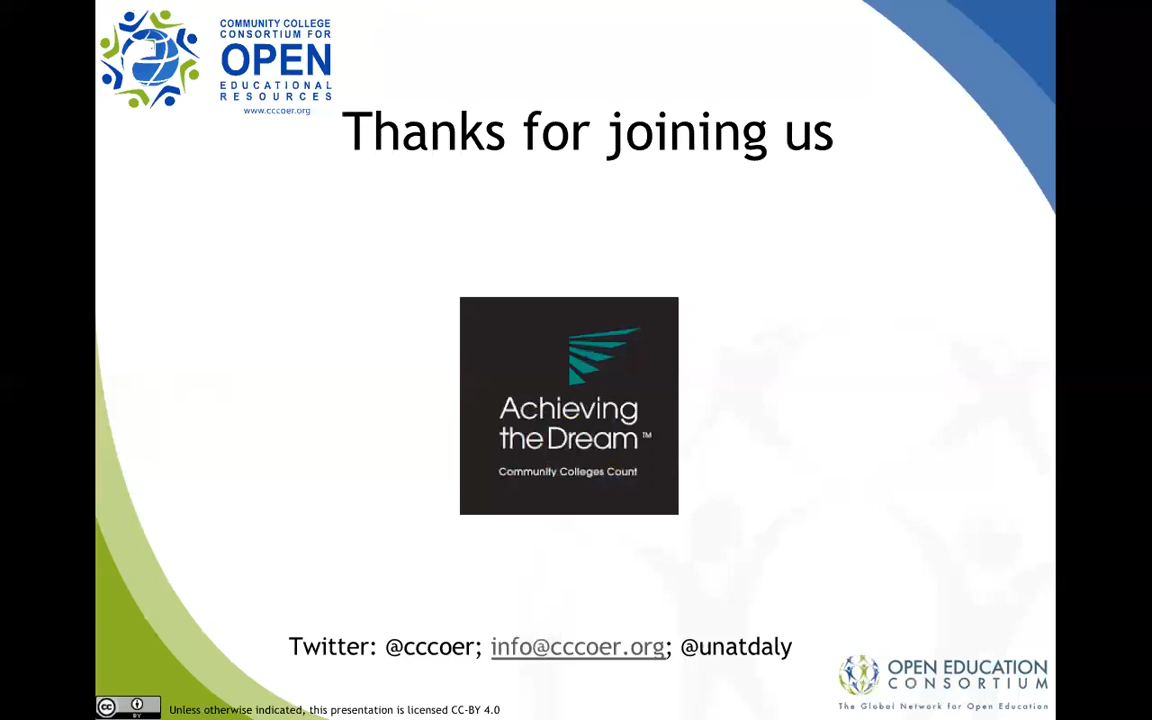 COMMUNITY COLLEGE
CONSORTIUM FOR
OPEN
EDUCATIONAL
RESOURCES
www.cccoer.org
Thanks for joining us
Achieving
the Dream™
Community Colleges Count
Twitter: @cccoer; info@cccoer.org; @unatdaly
OPEN EDUCATION
CONSORTIUM
The Global Network for Open Education
cc BY
Unless otherwise indicated, this presentation is licensed CC-BY 4.0